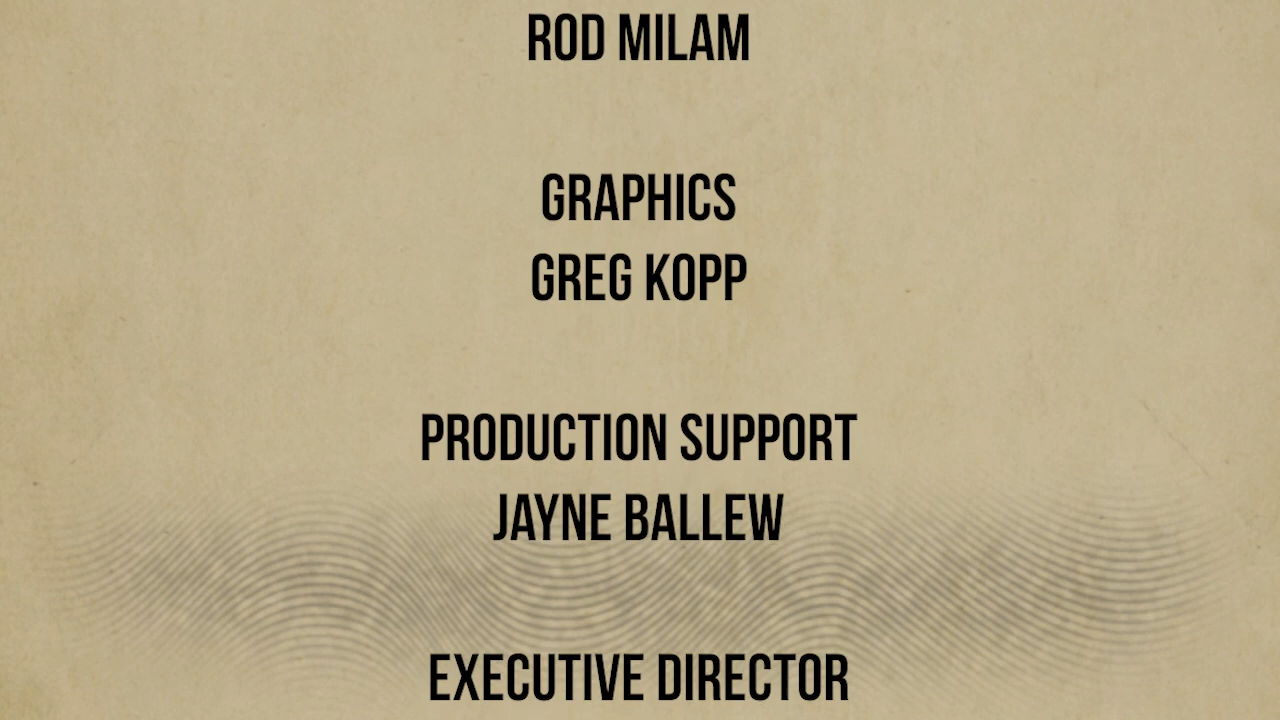 ROD MILAM
GRAPHICS
GREG KOPP
PRODUCTION SUPPORT
JAYNE BALLEW
EXECUTIVE DIRECTOR